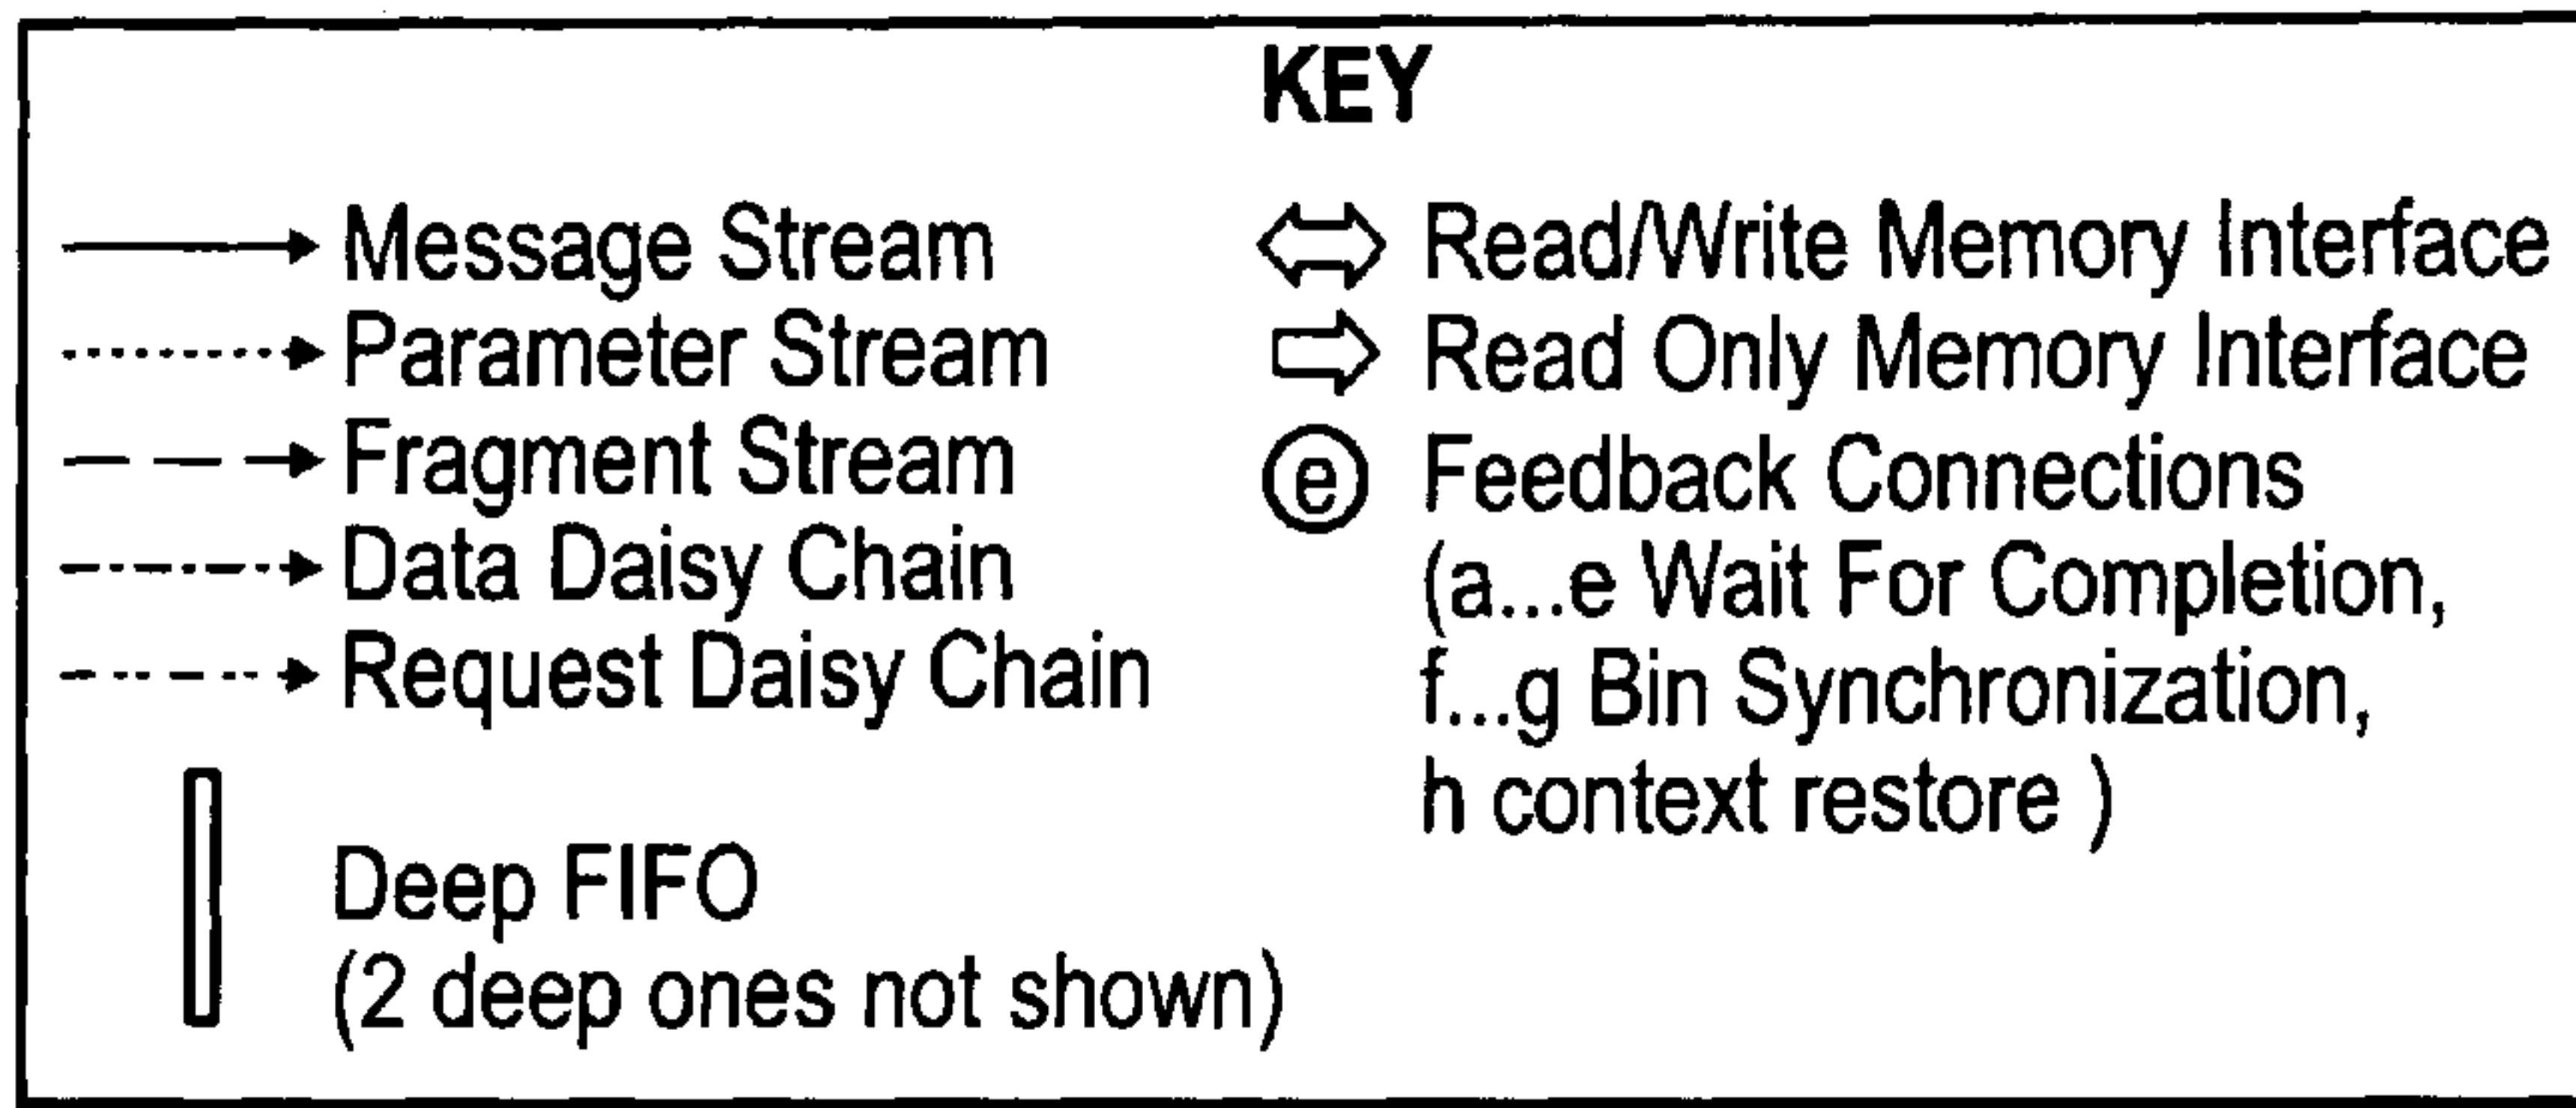 KEY
Message Stream
Parameter Stream
Fragment Stream
Data Daisy Chain
Request Daisy Chain
Deep FIFO
(2 deep ones not shown)
Read/Write Memory Interface
Read Only Memory Interface
e Feedback Connections
(a...e Wait For Completion,
f...g Bin Synchronization,
h context restore )